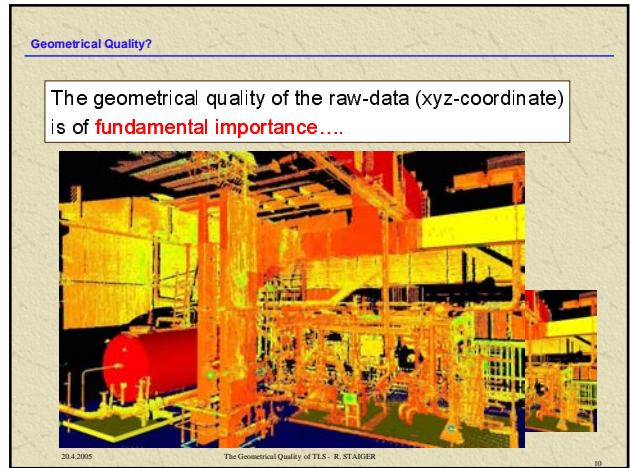 Geometrical Quality?
The geometrical quality of the raw-data (xyz-coordinate)
is of fundamental importance….
20.4.2005
The Geometrical Quality of TLS - R. STAIGER
10